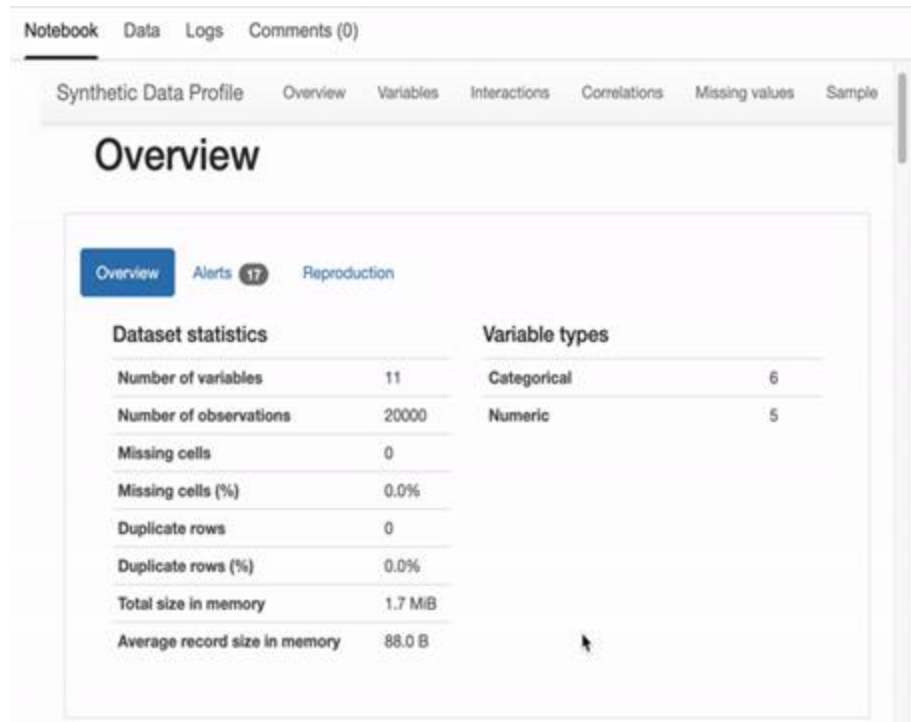 Notebook Data Logs Comments (0)
Synthetic Data Profile Overview Variables Interactions Correlations Missing values Sample
Overview
Overview Alerts 17 Reproduction
Dataset statistics Variable types
Number of variables 11 Categorical 6
Number of observations 20000 Numeric 5
Missing cells 0
Missing cells (%) 0.0%
Duplicate rows 0
Duplicate rows (%) 0.0%
Total size in memory 1.7 MiB
Average record size in memory 88.0 B